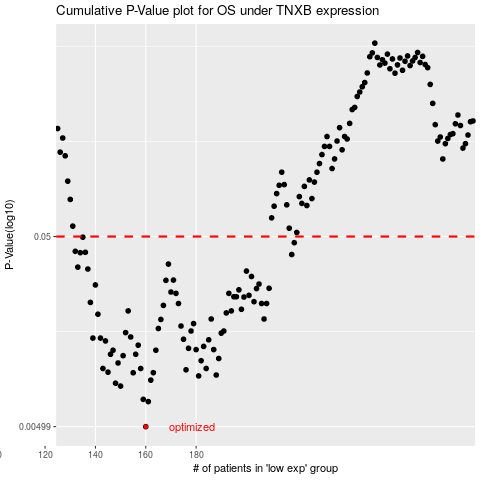 Cumulative P-Value plot for OS under TNXB expression
P-Value(log10)
0.05
0.00499
optimized
0 120 140 160 180
# of patients in 'low exp' group